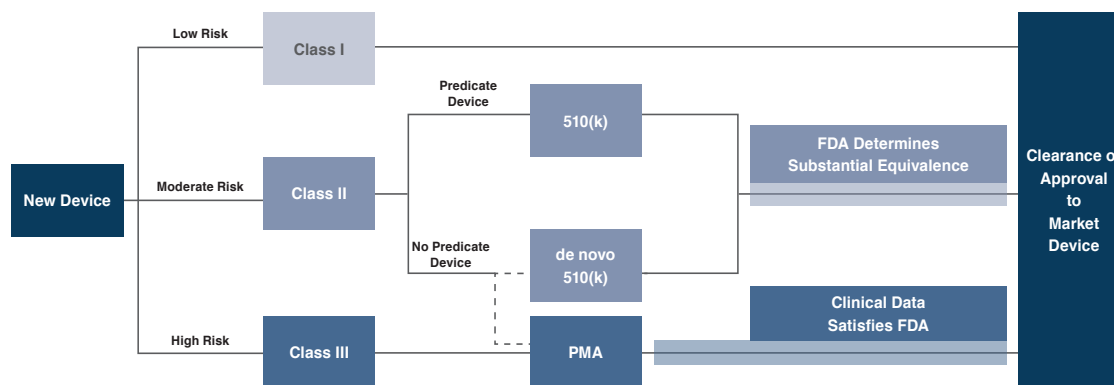 Low Risk
Class I
Predicate
Device
510(k)
FDA Determines
Substantial Equivalence
New Device
Moderate Risk
Class II
Clearance o
Approval
to
Market
Device
No Predicate
Device
de novo
510(k)
High Risk
Class III
PMA
Clinical Data
Satisfies FDA